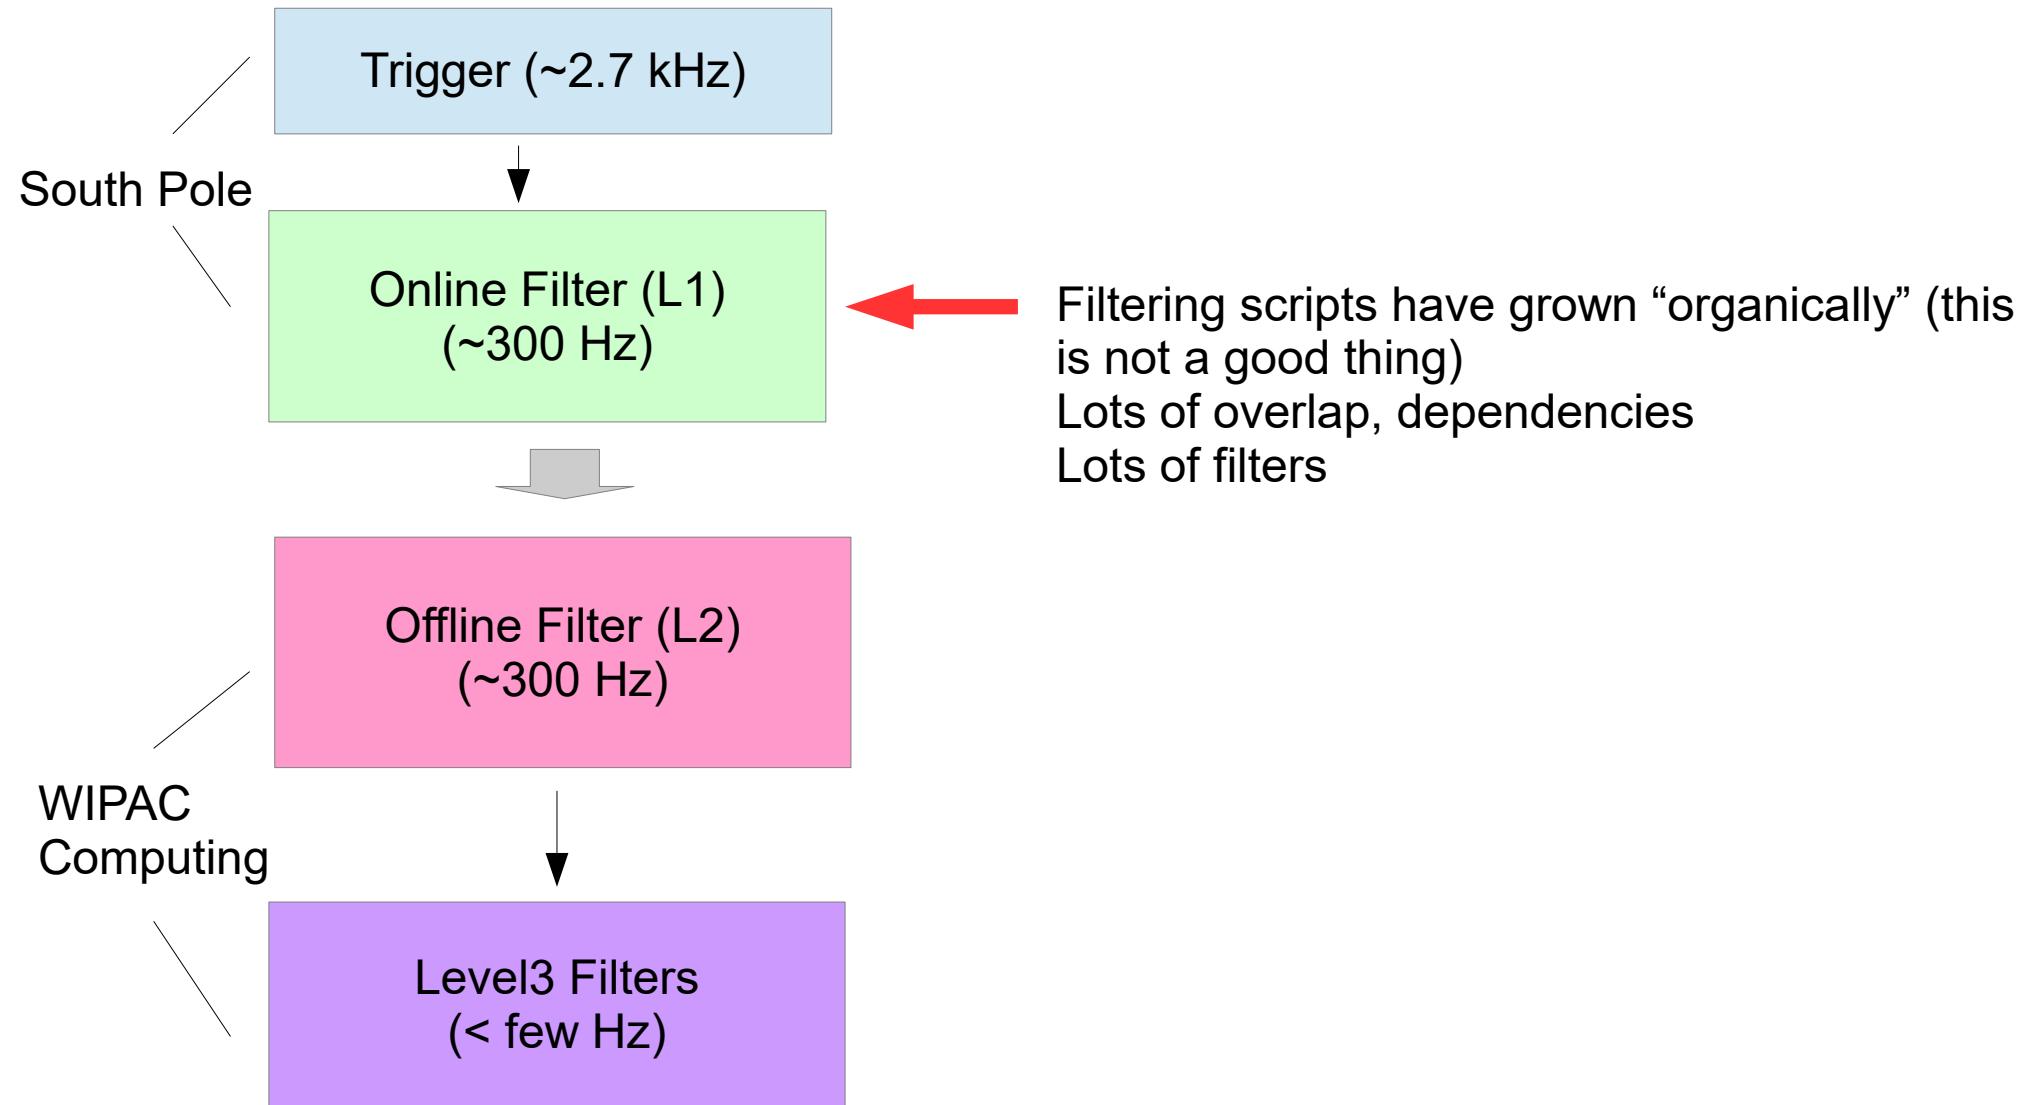 Trigger (~2.7 kHz)
South Pole
Online Filter (L1)
(~300 Hz)
Filtering scripts have grown “organically” (this
is not a good thing)
Lots of overlap, dependencies
Lots of filters
Offline Filter (L2)
(~300 Hz)
WIPAC
Computing
Level3 Filters
(< few Hz)